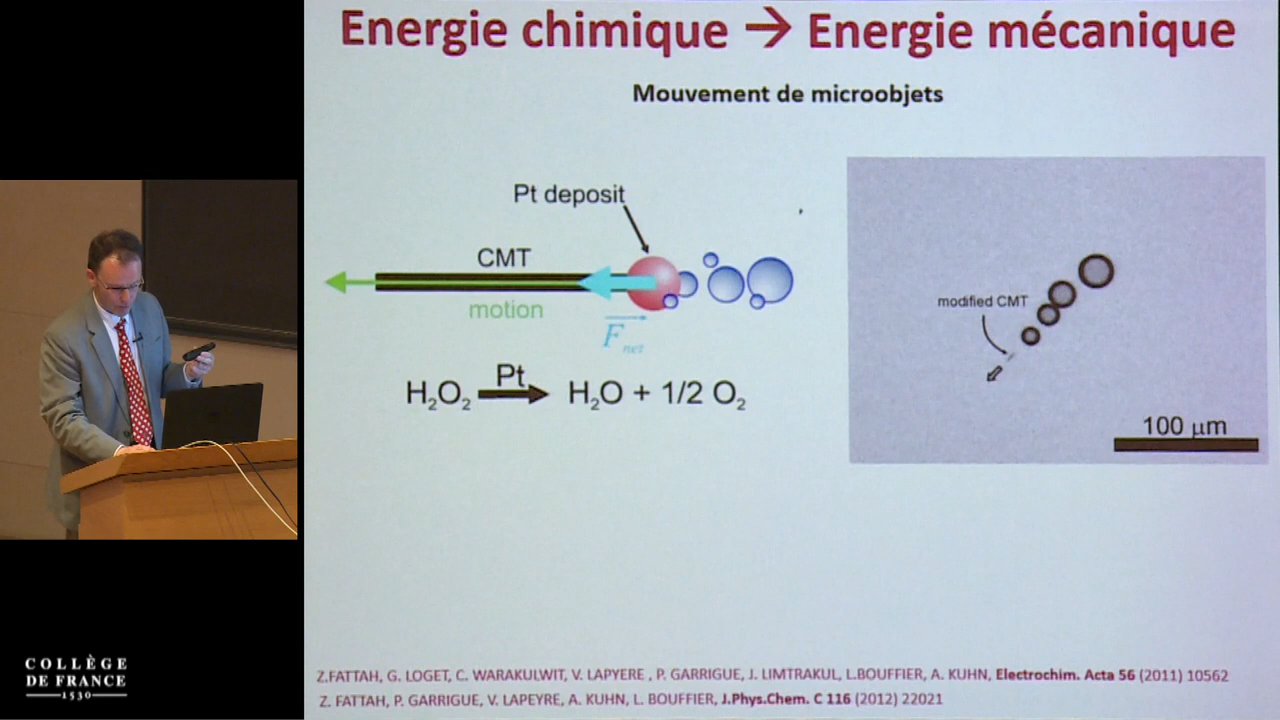 Energie chimique → Energie mécanique
Mouvement de microobjets
Pt deposit
CMT
motion
F net
H₂O₂ Pt H₂O + 1/2 O₂
modified CMT
100 µm
COLLÈGE
DE FRANCE
1530
Z.FATTAH, G. LOGET, C. WARAKULWIT, V. LAPYERE , P. GARRIGUE, J. LIMTRAKUL, L.BOUFFIER, A. KUHN, Electrochim. Acta 56 (2011) 10562
Z. FATTAH, P. GARRIGUE, V. LAPEYRE, A. KUHN, L. BOUFFIER, J.Phys.Chem. C 116 (2012) 22021